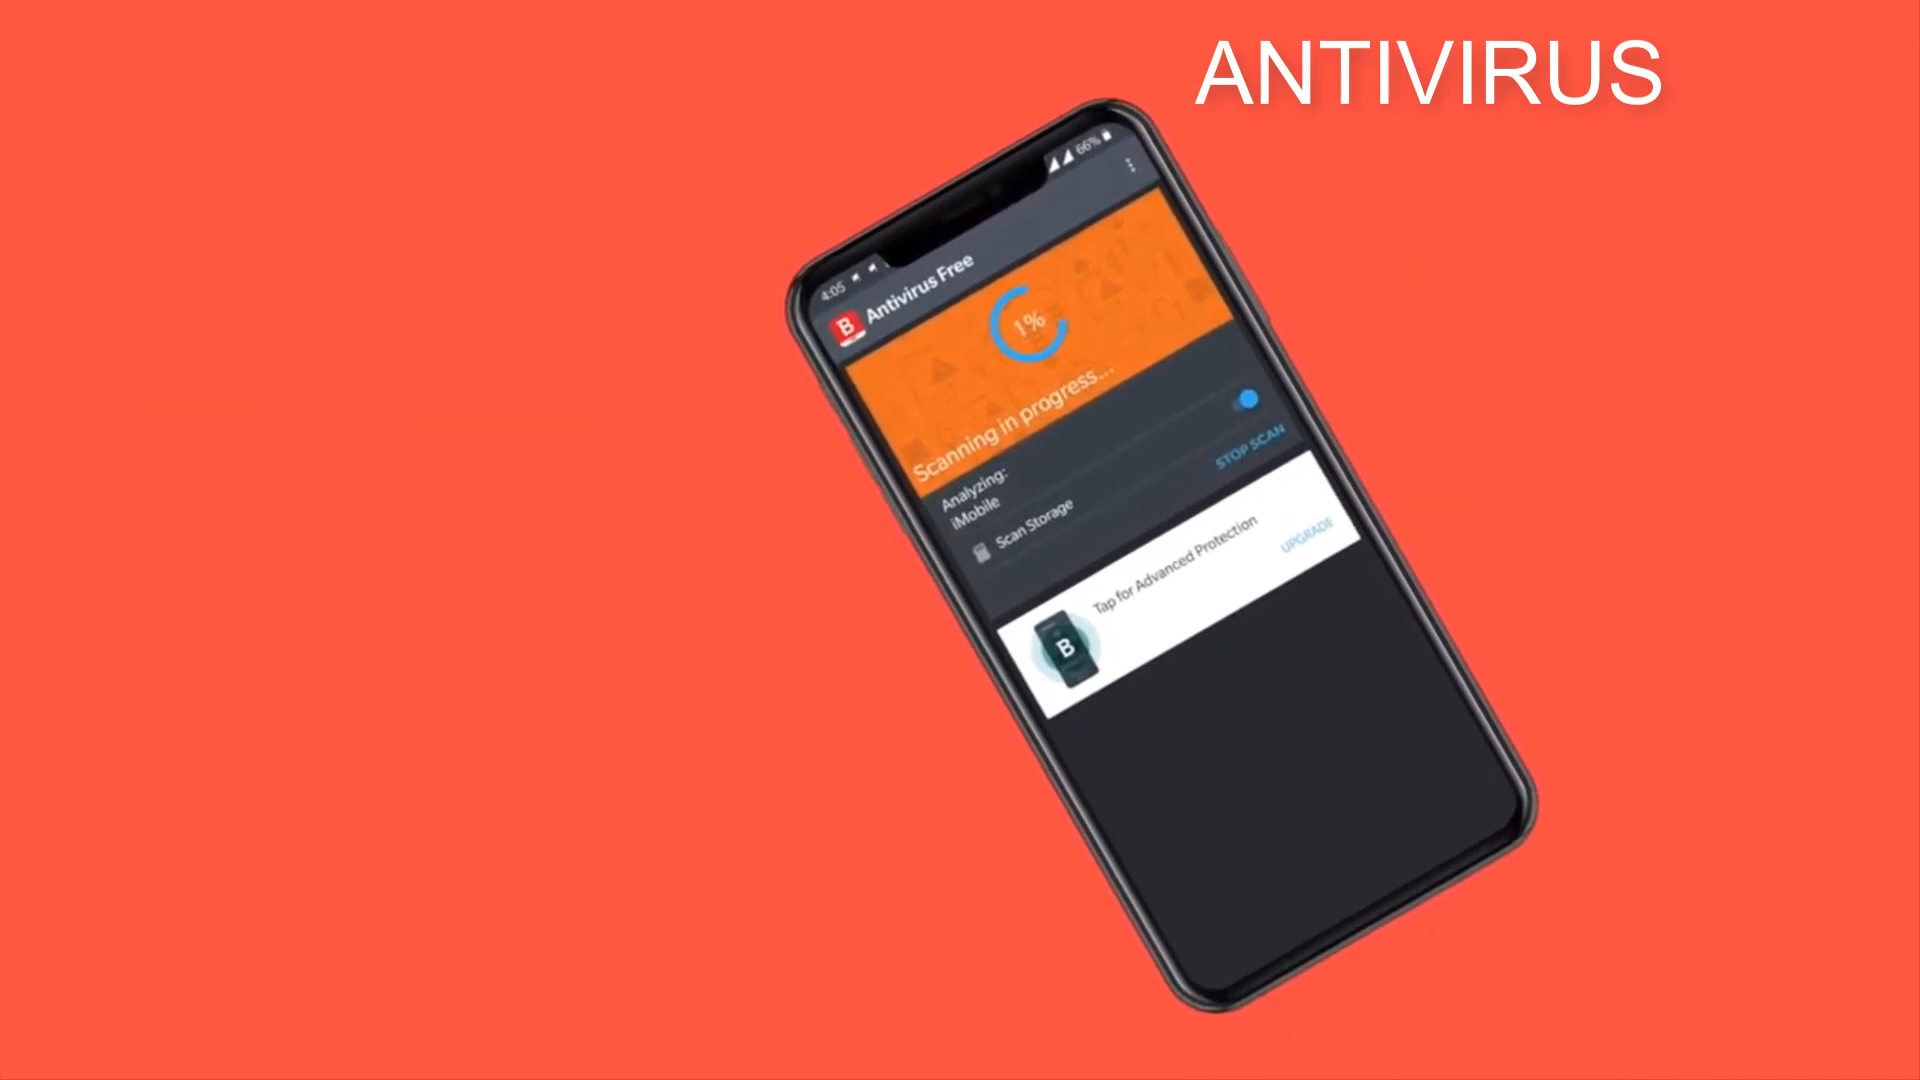 ANTIVIRUS
4:05
66%
B
Antivirus Free
1%
Scanning in progress...
Analyzing:
iMobile
Scan Storage
STOP SCAN
B
Tap for Advanced Protection
UPGRADE